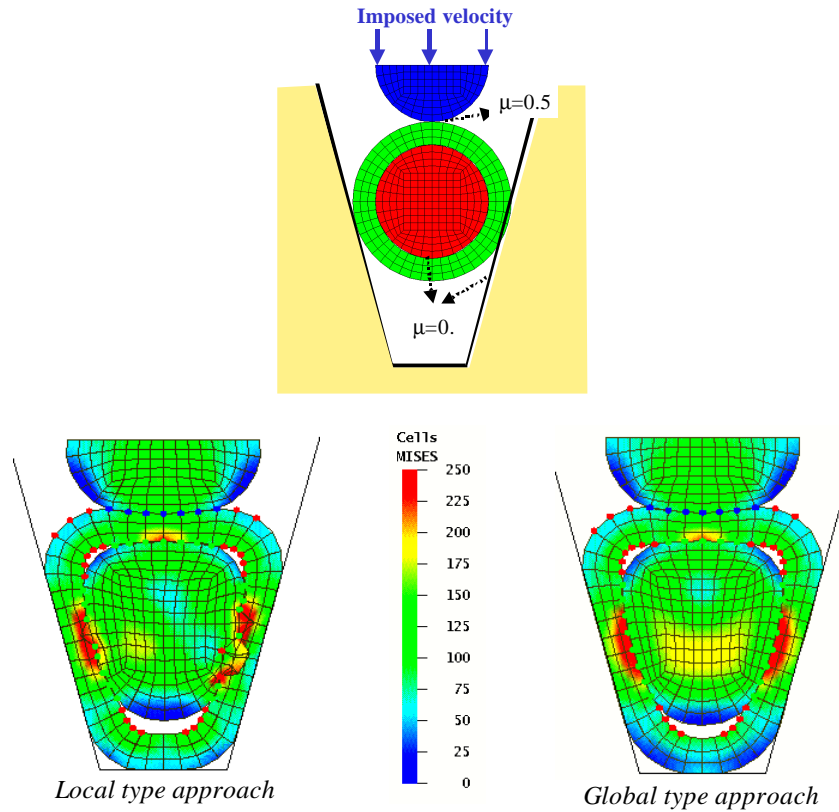 Imposed velocity
μ=0.5
μ=0.
Cells
MISES
250
225
200
175
150
125
100
75
50
25
0
Local type approach
Global type approach